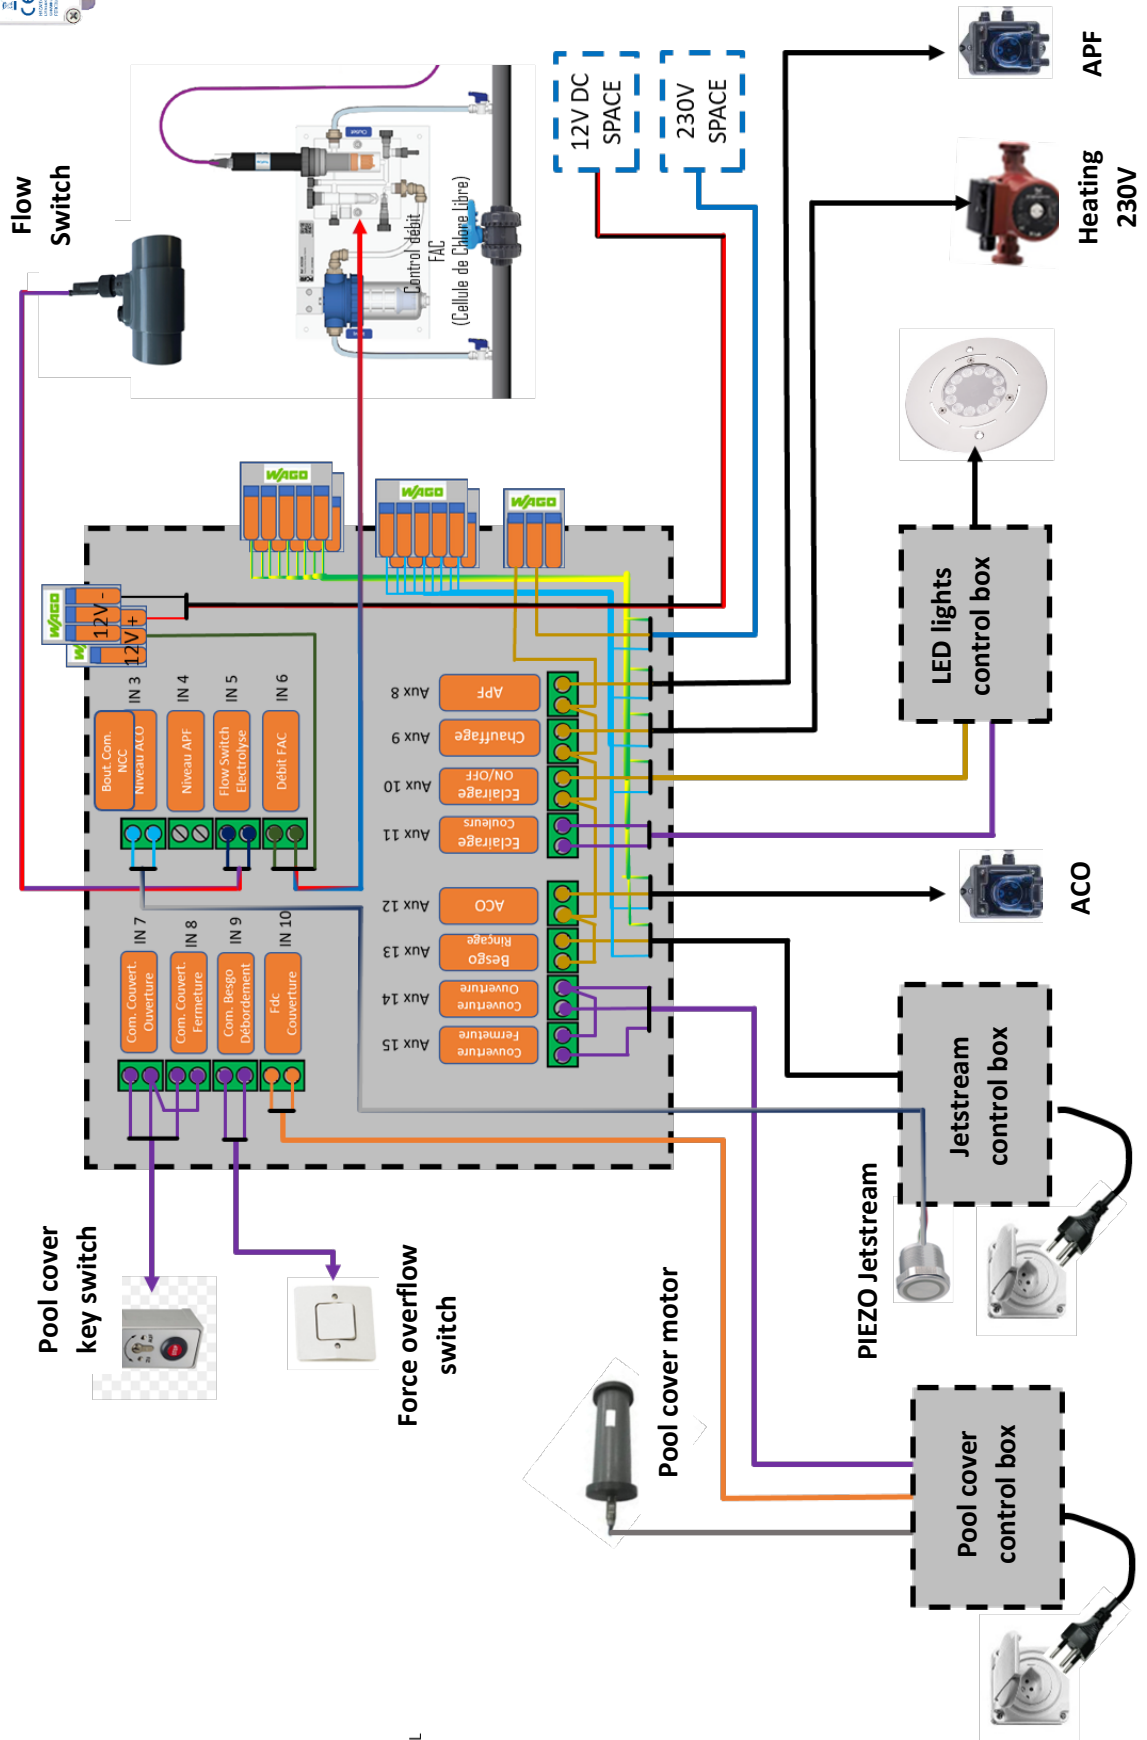 Flow
Switch
Control débit
FAC
(Cellule de Chlore Libre)
12V DC
SPACE
230V
SPACE
APF
Heating
230V
WAGO
WAGO
WAGO
WAGO
12V -
12V +
IN 3
IN 4
IN 5
IN 6
Bout. Com.
NCC
Niveau ACO
Niveau APF
Flow Switch
Electrolyse
Débit FAC
IN 7
IN 8
IN 9
IN 10
Com. Couvert.
Ouverture
Com. Couvert.
Fermeture
Com. Besgo
Débordement
Fdc
Couverture
Aux 8
APF
Aux 9
Chauffage
Aux 10
Eclairage
ON/OFF
Aux 11
Eclairage
Couleurs
Aux 12
ACO
Aux 13
Besgo
Rinçage
Aux 14
Couverture
Ouverture
Aux 15
Couverture
Fermeture
LED lights
control box
ACO
Jetstream
control box
PIEZO Jetstream
Pool cover
key switch
Force overflow
switch
Pool cover motor
Pool cover
control box
L